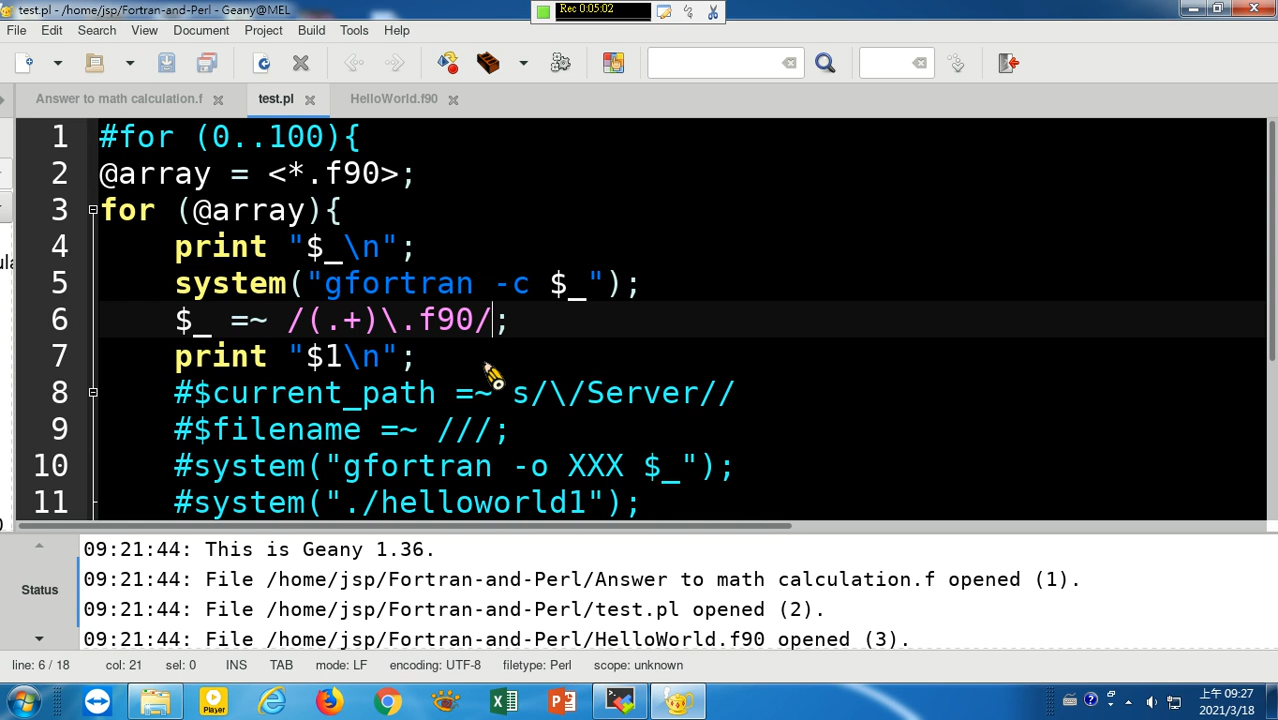 test.pl - /home/jsp/Fortran-and-Perl/ - Geany@MEL
Rec 0:05:02
File Edit Search View Document Project Build Tools Help
Answer to math calculation.f test.pl HelloWorld.f90
1 #for (0..100){
2 @array = <*.f90>;
3 for (@array){
4 print "$_\n";
5 system("gfortran -c $_");
6 $_ =~ /(.+)\.f90/;
7 print "$1\n";
8 #$current_path =~ s/\/Server//
9 #$filename =~ ///;
10 #system("gfortran -o XXX $_");
11 #system("./helloworld1");
Status
09:21:44: This is Geany 1.36.
09:21:44: File /home/jsp/Fortran-and-Perl/Answer to math calculation.f opened (1).
09:21:44: File /home/jsp/Fortran-and-Perl/test.pl opened (2).
09:21:44: File /home/jsp/Fortran-and-Perl/HelloWorld.f90 opened (3).
line: 6 / 18 col: 21 sel: 0 INS TAB mode: LF encoding: UTF-8 filetype: Perl scope: unknown
Player
上午 09:27
2021/3/18